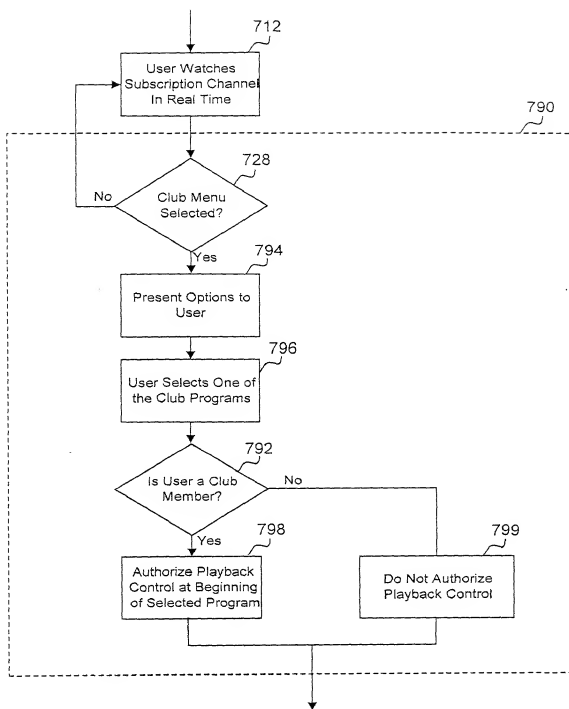 712
User Watches
Subscription Channel
In Real Time
790
728
Club Menu
Selected?
No
Yes
794
Present Options to
User
796
User Selects One of
the Club Programs
792
Is User a Club
Member?
No
Yes
798
Authorize Playback
Control at Beginning
of Selected Program
799
Do Not Authorize
Playback Control